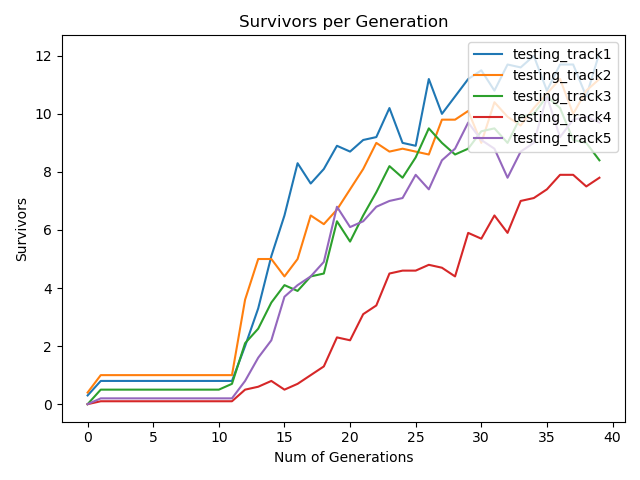 Survivors per Generation
testing_track1
testing_track2
testing_track3
testing_track4
testing_track5
12
10
8
6
4
2
0
Survivors
0 5 10 15 20 25 30 35 40
Num of Generations